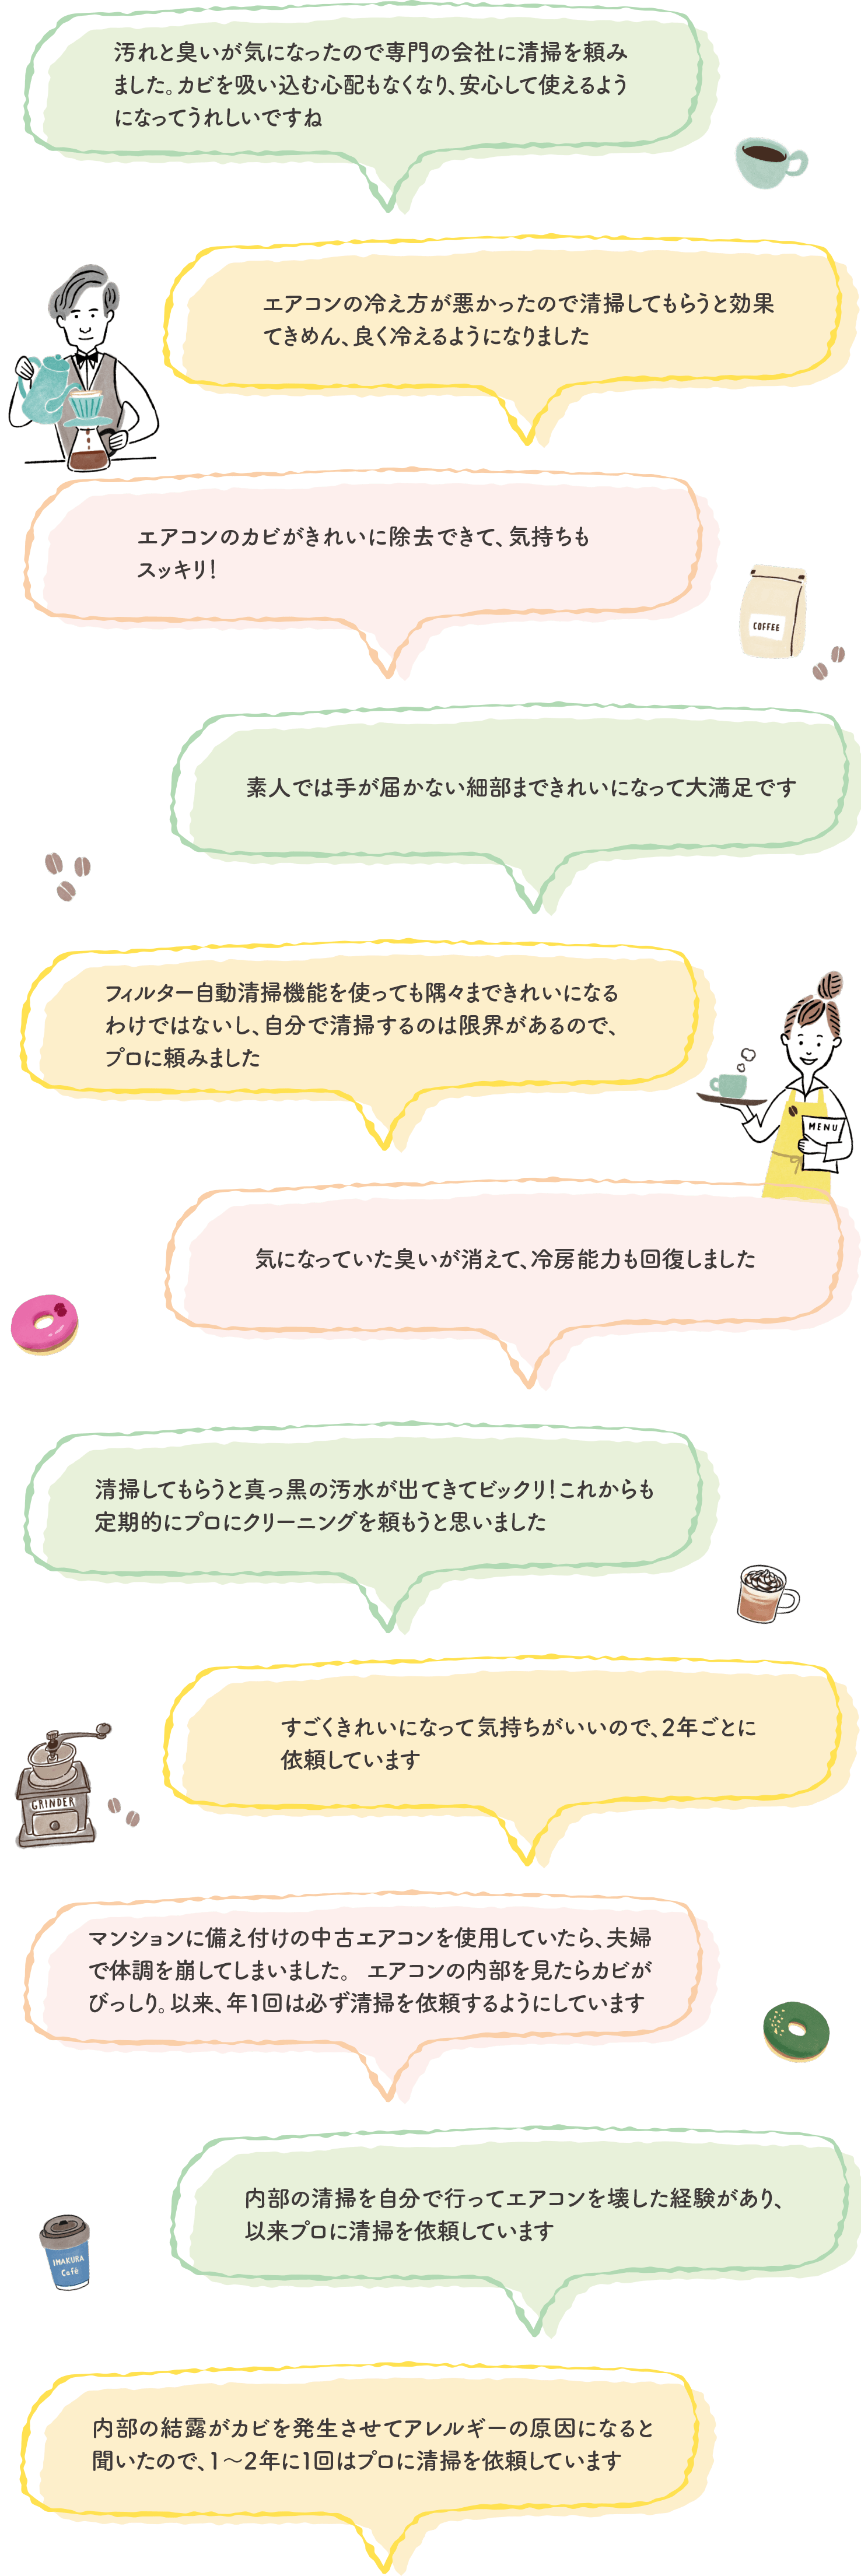 汚れと臭いが気になったので専門の会社に清掃を頼み
ました。カビを吸い込む心配もなくなり、安心して使えるよう
になってうれしいですね
エアコンの冷え方が悪かったので清掃してもらうと効果
てきめん、良く冷えるようになりました
エアコンのカビがきれいに除去できて、気持ちも
スッキリ！
COFFEE
素人では手が届かない細部まできれいになって大満足です
フィルター自動清掃機能を使っても隅々まできれいになる
わけではないし、自分で清掃するのは限界があるので、
プロに頼みました
MENU
気になっていた臭いが消えて、冷房能力も回復しました
清掃してもらうと真っ黒の汚水が出てきてビックリ！これからも
定期的にプロにクリーニングを頼もうと思いました
すごくきれいになって気持ちがいいので、2年ごとに
依頼しています
GRINDER
マンションに備え付けの中古エアコンを使用していたら、夫婦
で体調を崩してしまいました。 エアコンの内部を見たらカビが
びっしり。以来、年1回は必ず清掃を依頼するようにしています
内部の清掃を自分で行ってエアコンを壊した経験があり、
以来プロに清掃を依頼しています
IMAKURA
Café
内部の結露がカビを発生させてアレルギーの原因になると
聞いたので、1～2年に1回はプロに清掃を依頼しています